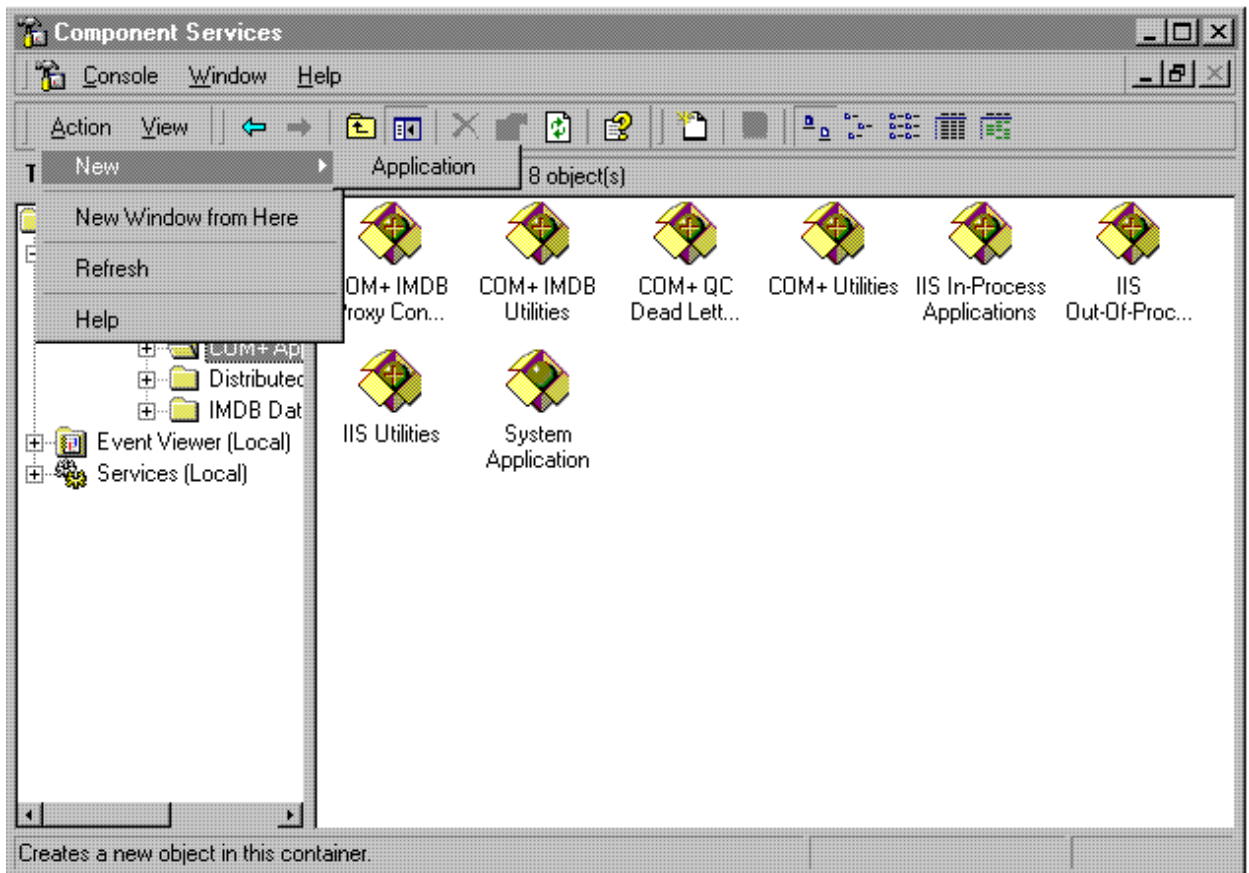 Component Services
Console Window Help
Action View
New
Application
8 object(s)
New Window from Here
Refresh
Help
OM+ IMDB
roxy Con...
COM+ IMDB
Utilities
COM+ QC
Dead Lett...
COM+ Utilities
IIS In-Process
Applications
IIS
Out-Of-Proc...
COM+ App
Distributed
IMDB Dat
Event Viewer (Local)
Services (Local)
IIS Utilities
System
Application
Creates a new object in this container.